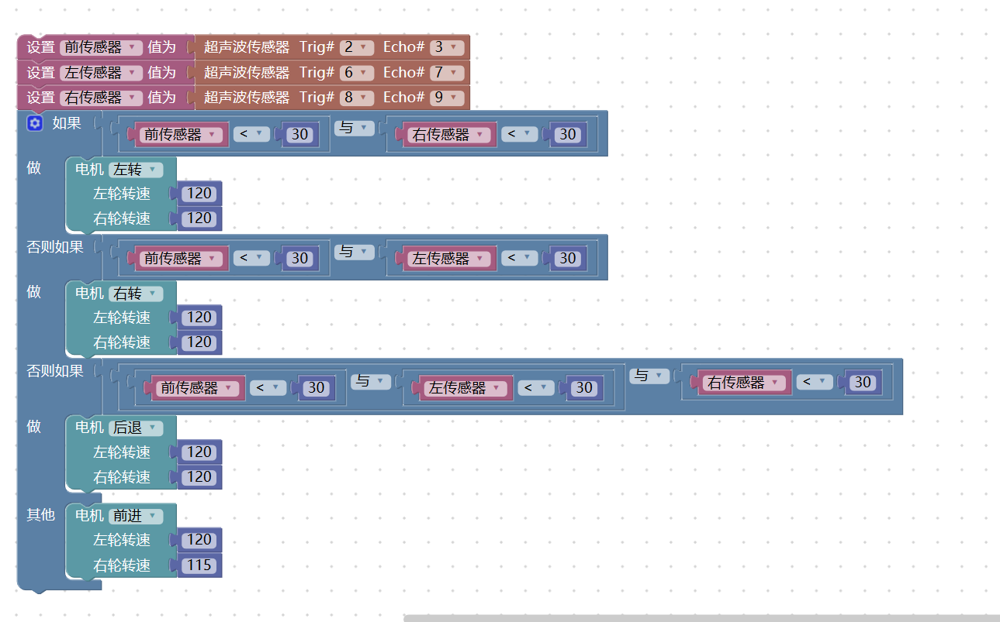 设置 前传感器 值为 超声波传感器 Trig# 2 Echo# 3
设置 左传感器 值为 超声波传感器 Trig# 6 Echo# 7
设置 右传感器 值为 超声波传感器 Trig# 8 Echo# 9
如果 前传感器 < 30 与 右传感器 < 30
做 电机 左转
左轮转速 120
右轮转速 120
否则如果 前传感器 < 30 与 左传感器 < 30
做 电机 右转
左轮转速 120
右轮转速 120
否则如果 前传感器 < 30 与 左传感器 < 30 与 右传感器 < 30
做 电机 后退
左轮转速 120
右轮转速 120
其他 电机 前进
左轮转速 120
右轮转速 115